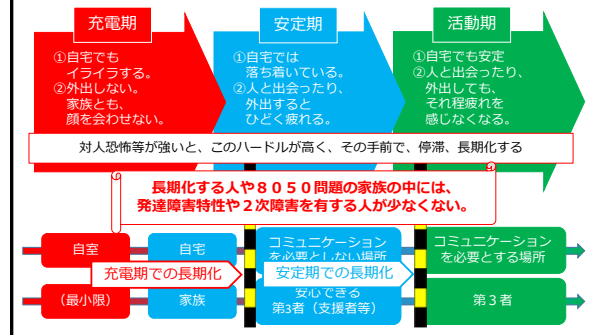 充電期
安定期
活動期
①自宅でも
イライラする。
②外出しない。
家族とも、
顔を会わせない。
①自宅では
落ち着いている。
②人と出会ったり、
外出すると
ひどく疲れる。
①自宅でも安定
②人と出会ったり、
外出しても、
それ程疲れを
感じなくなる。
対人恐怖等が強いと、このハードルが高く、その手前で、停滞、長期化する
長期化する人や8050問題の家族の中には、
発達障害特性や2次障害を有する人が少なくない。
自室
自宅
コミュニケーション
を必要としない場所
コミュニケーション
を必要とする場所
充電期での長期化
安定期での長期化
(最小限)
家族
安心できる
第3者(支援者等)
第3者